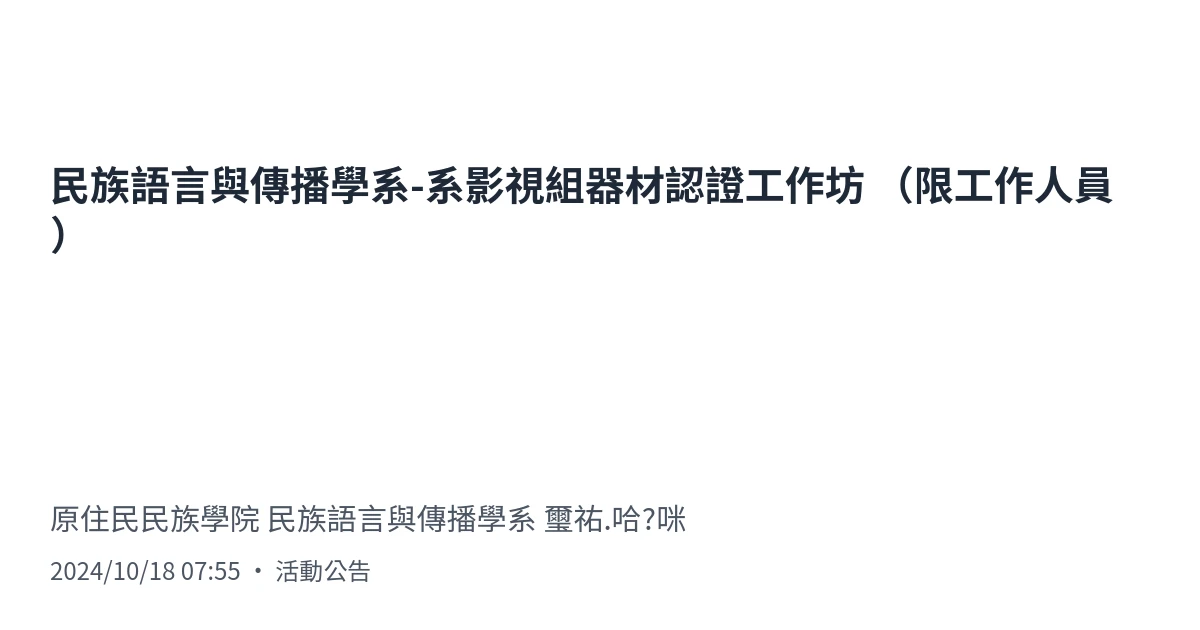 民族語言與傳播學系-系影視組器材認證工作坊 （限工作人員
）
原住民民族學院 民族語言與傳播學系 璽祐.哈?咪
2024/10/18 07:55 • 活動公告